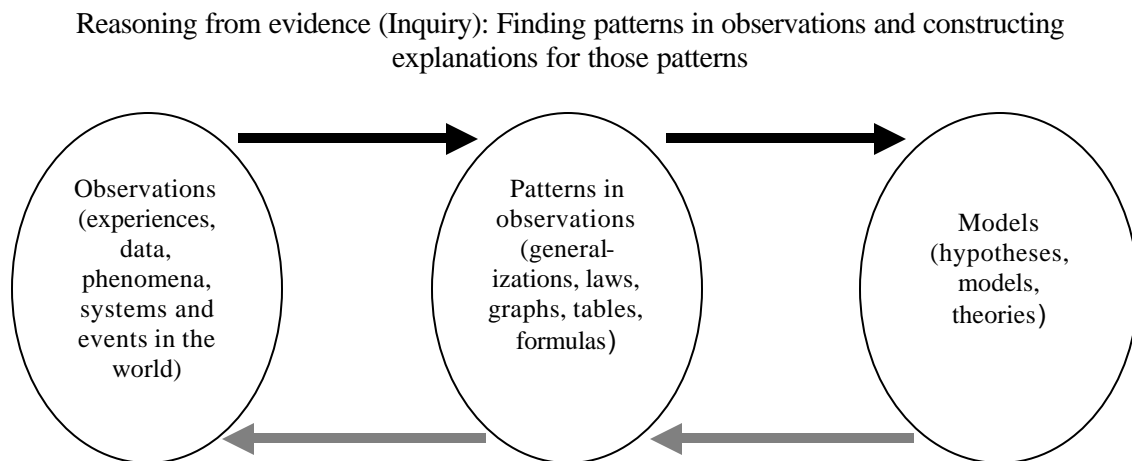 Reasoning from evidence (Inquiry): Finding patterns in observations and constructing
explanations for those patterns
Observations
(experiences,
data,
phenomena,
systems and
events in the
world)
Patterns in
observations
(general-
izations, laws,
graphs, tables,
formulas)
Models
(hypotheses,
models,
theories)